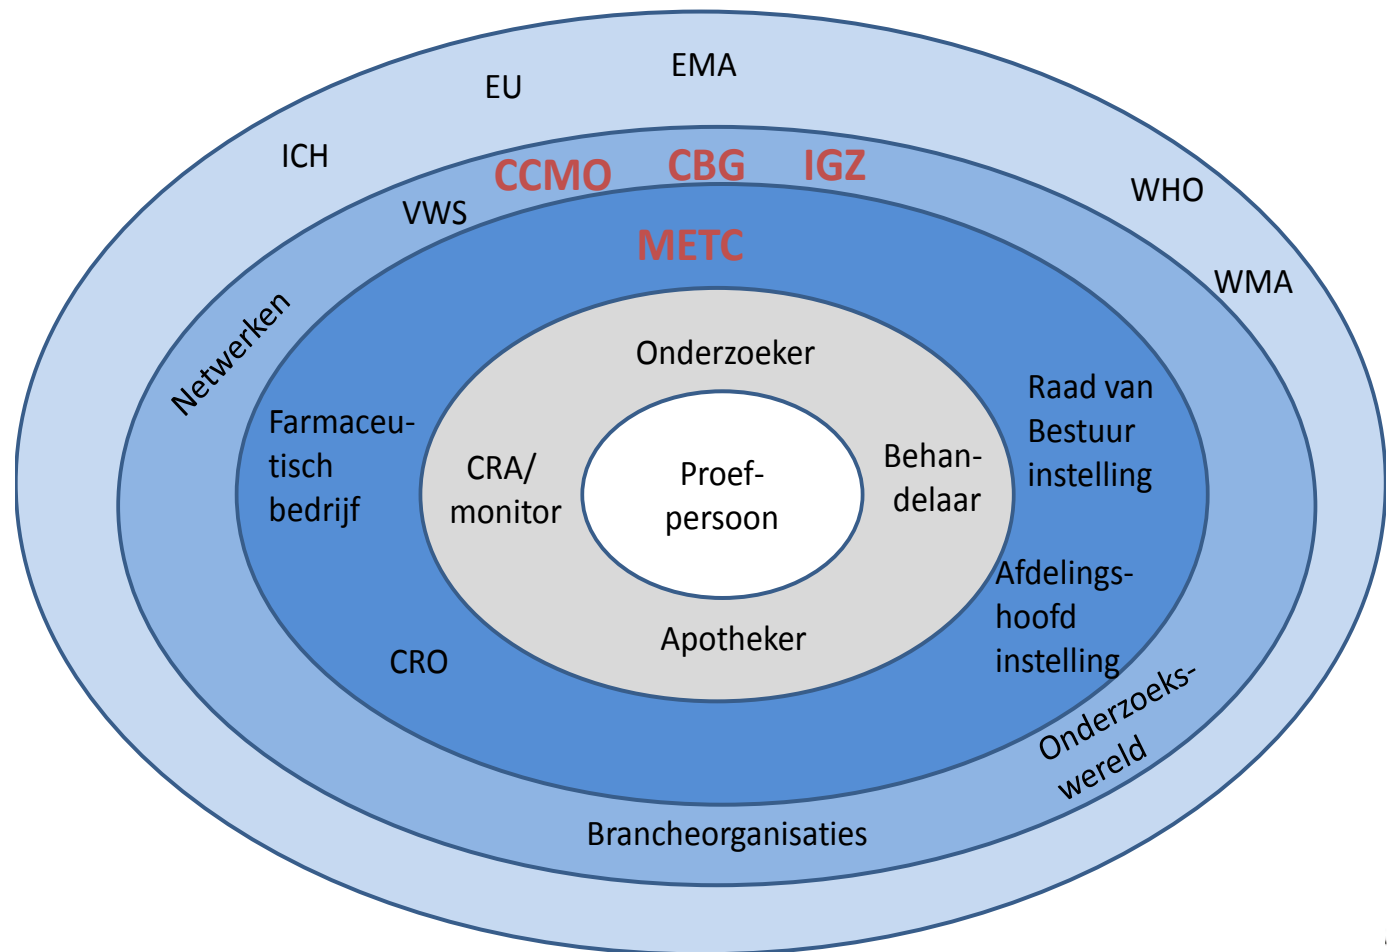 EMA
EU
ICH
CCMO
CBG
IGZ
WHO
VWS
METC
WMA
Netwerken
Onderzoeker
Raad van
Bestuur
instelling
Farmaceu-
tisch
bedrijf
CRA/
monitor
Proef-
persoon
Behan-
delaar
Afdelings-
hoofd
instelling
Apotheker
CRO
Onderzoeks-
wereld
Brancheorganisaties